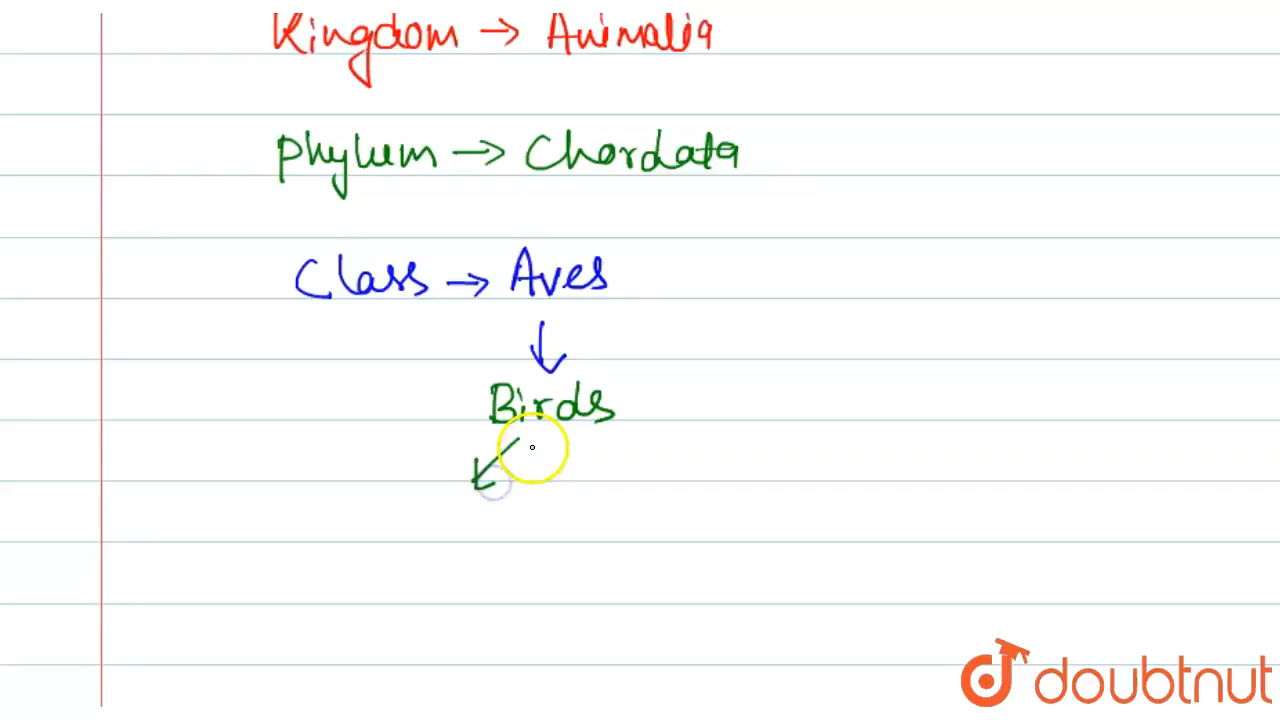 Kingdom → Animalia
Phylum → Chordata
Class → Aves
↓
Birds
doubtnut